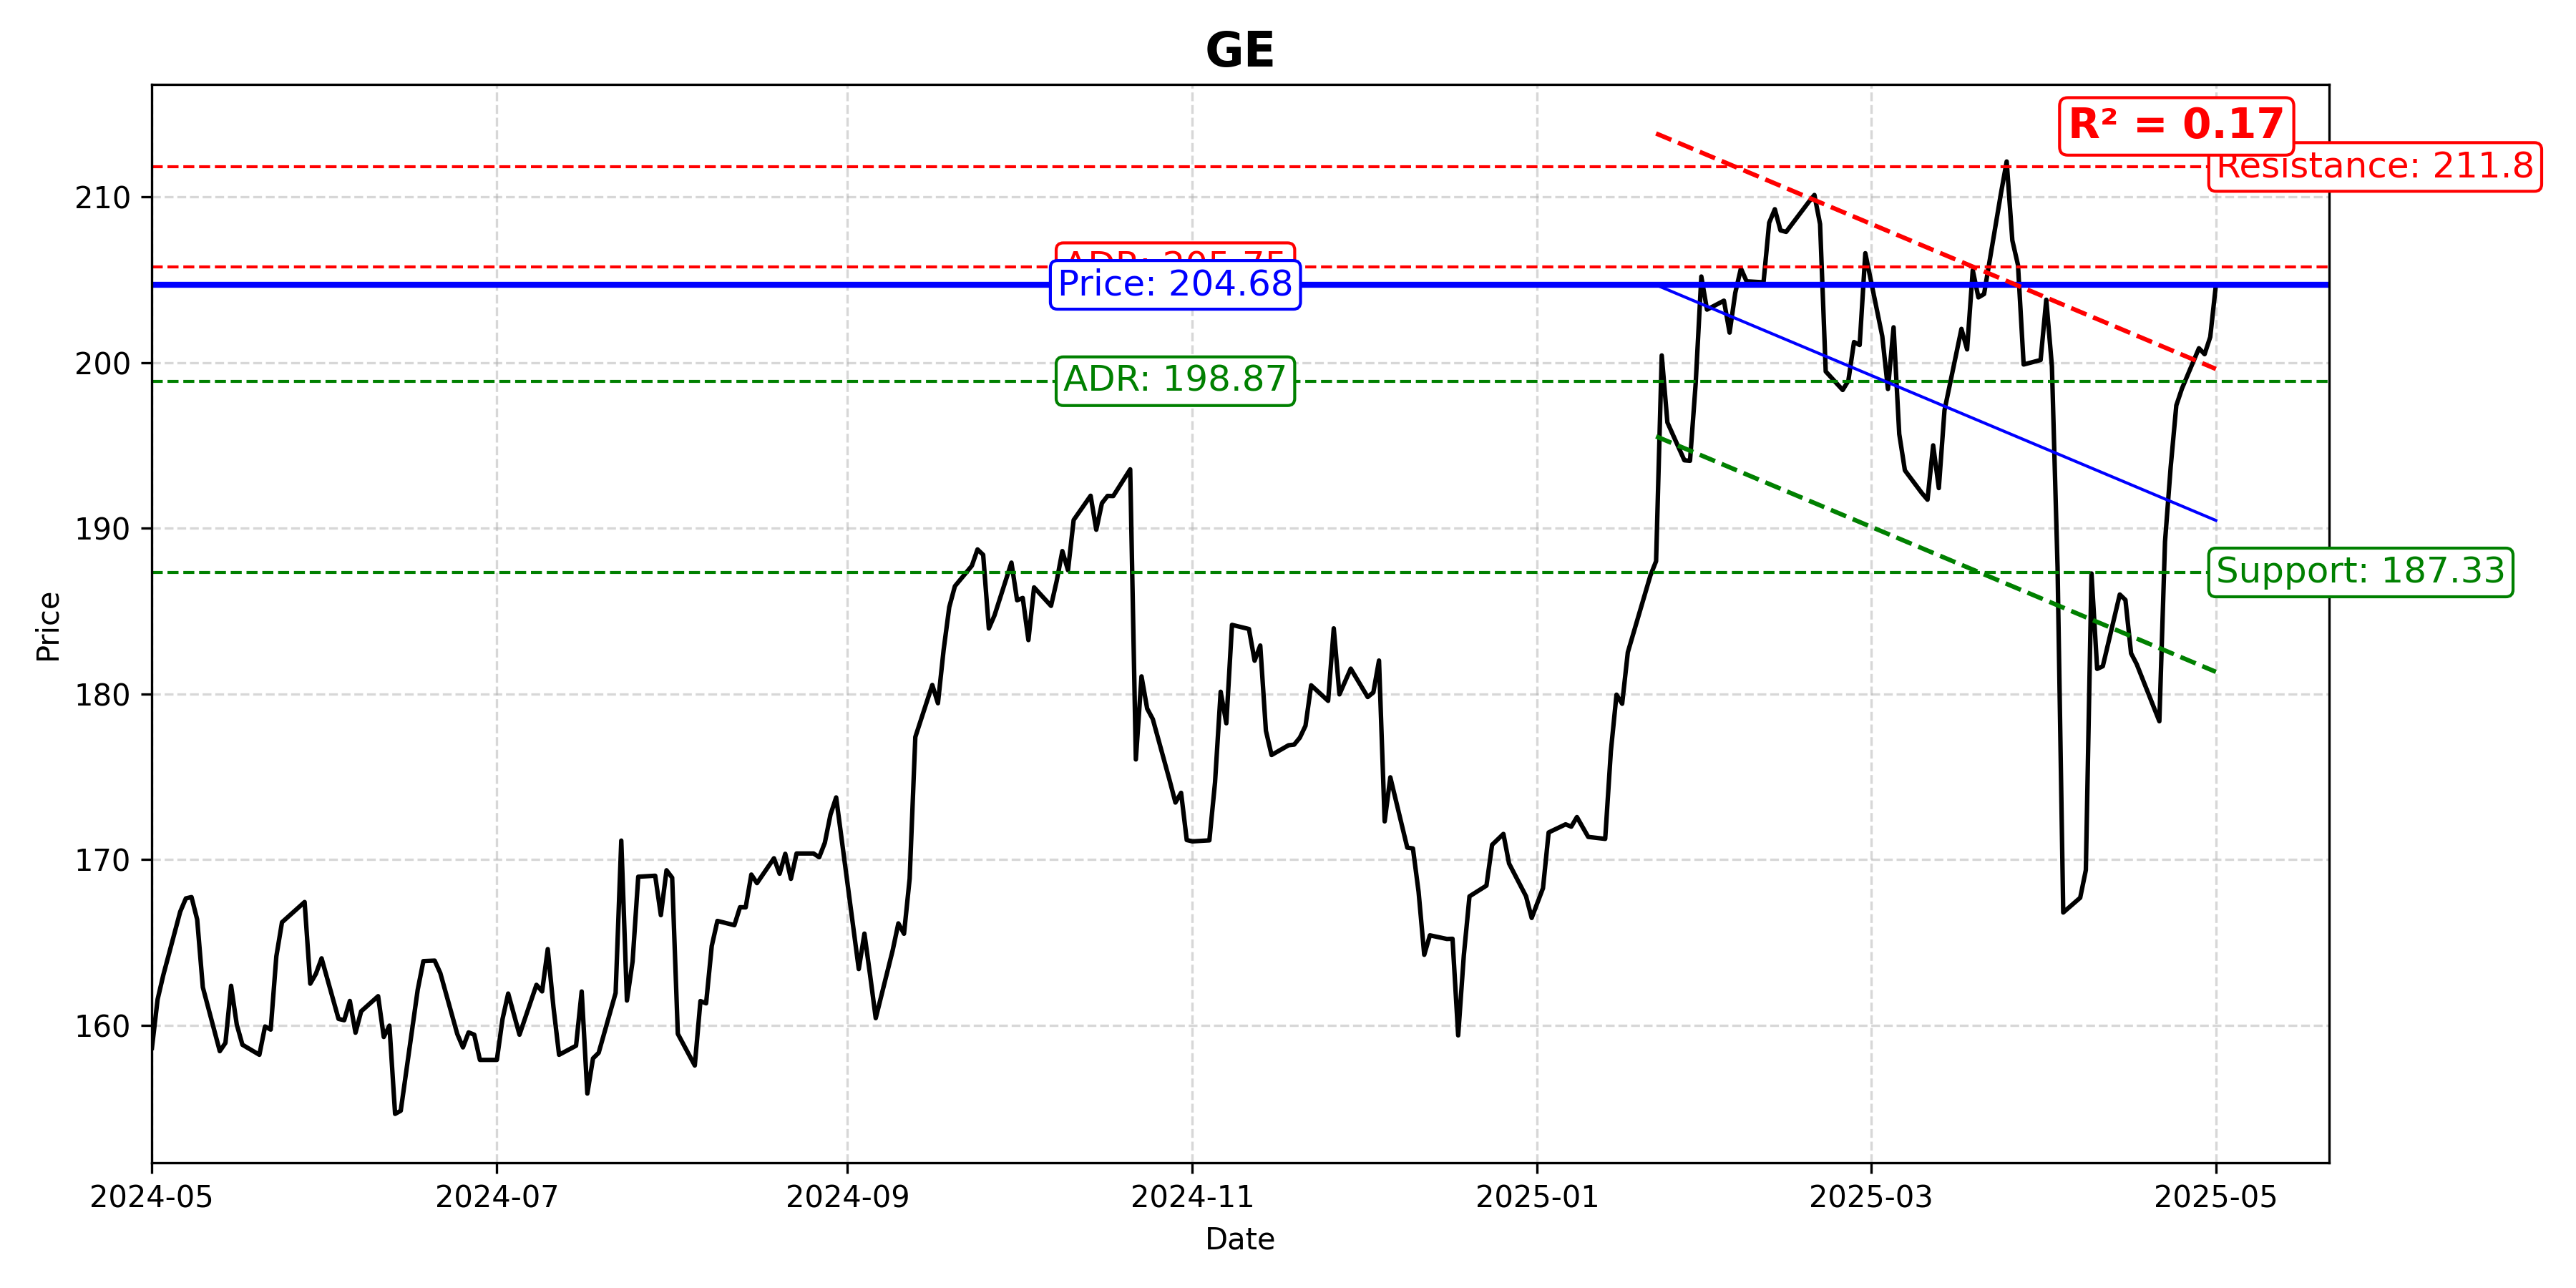 GE
R² = 0.17
Resistance: 211.8
Price: 204.68
ADR: 198.87
Support: 187.33
210
200
190
180
170
160
Price
2024-05
2024-07
2024-09
2024-11
2025-01
2025-03
2025-05
Date